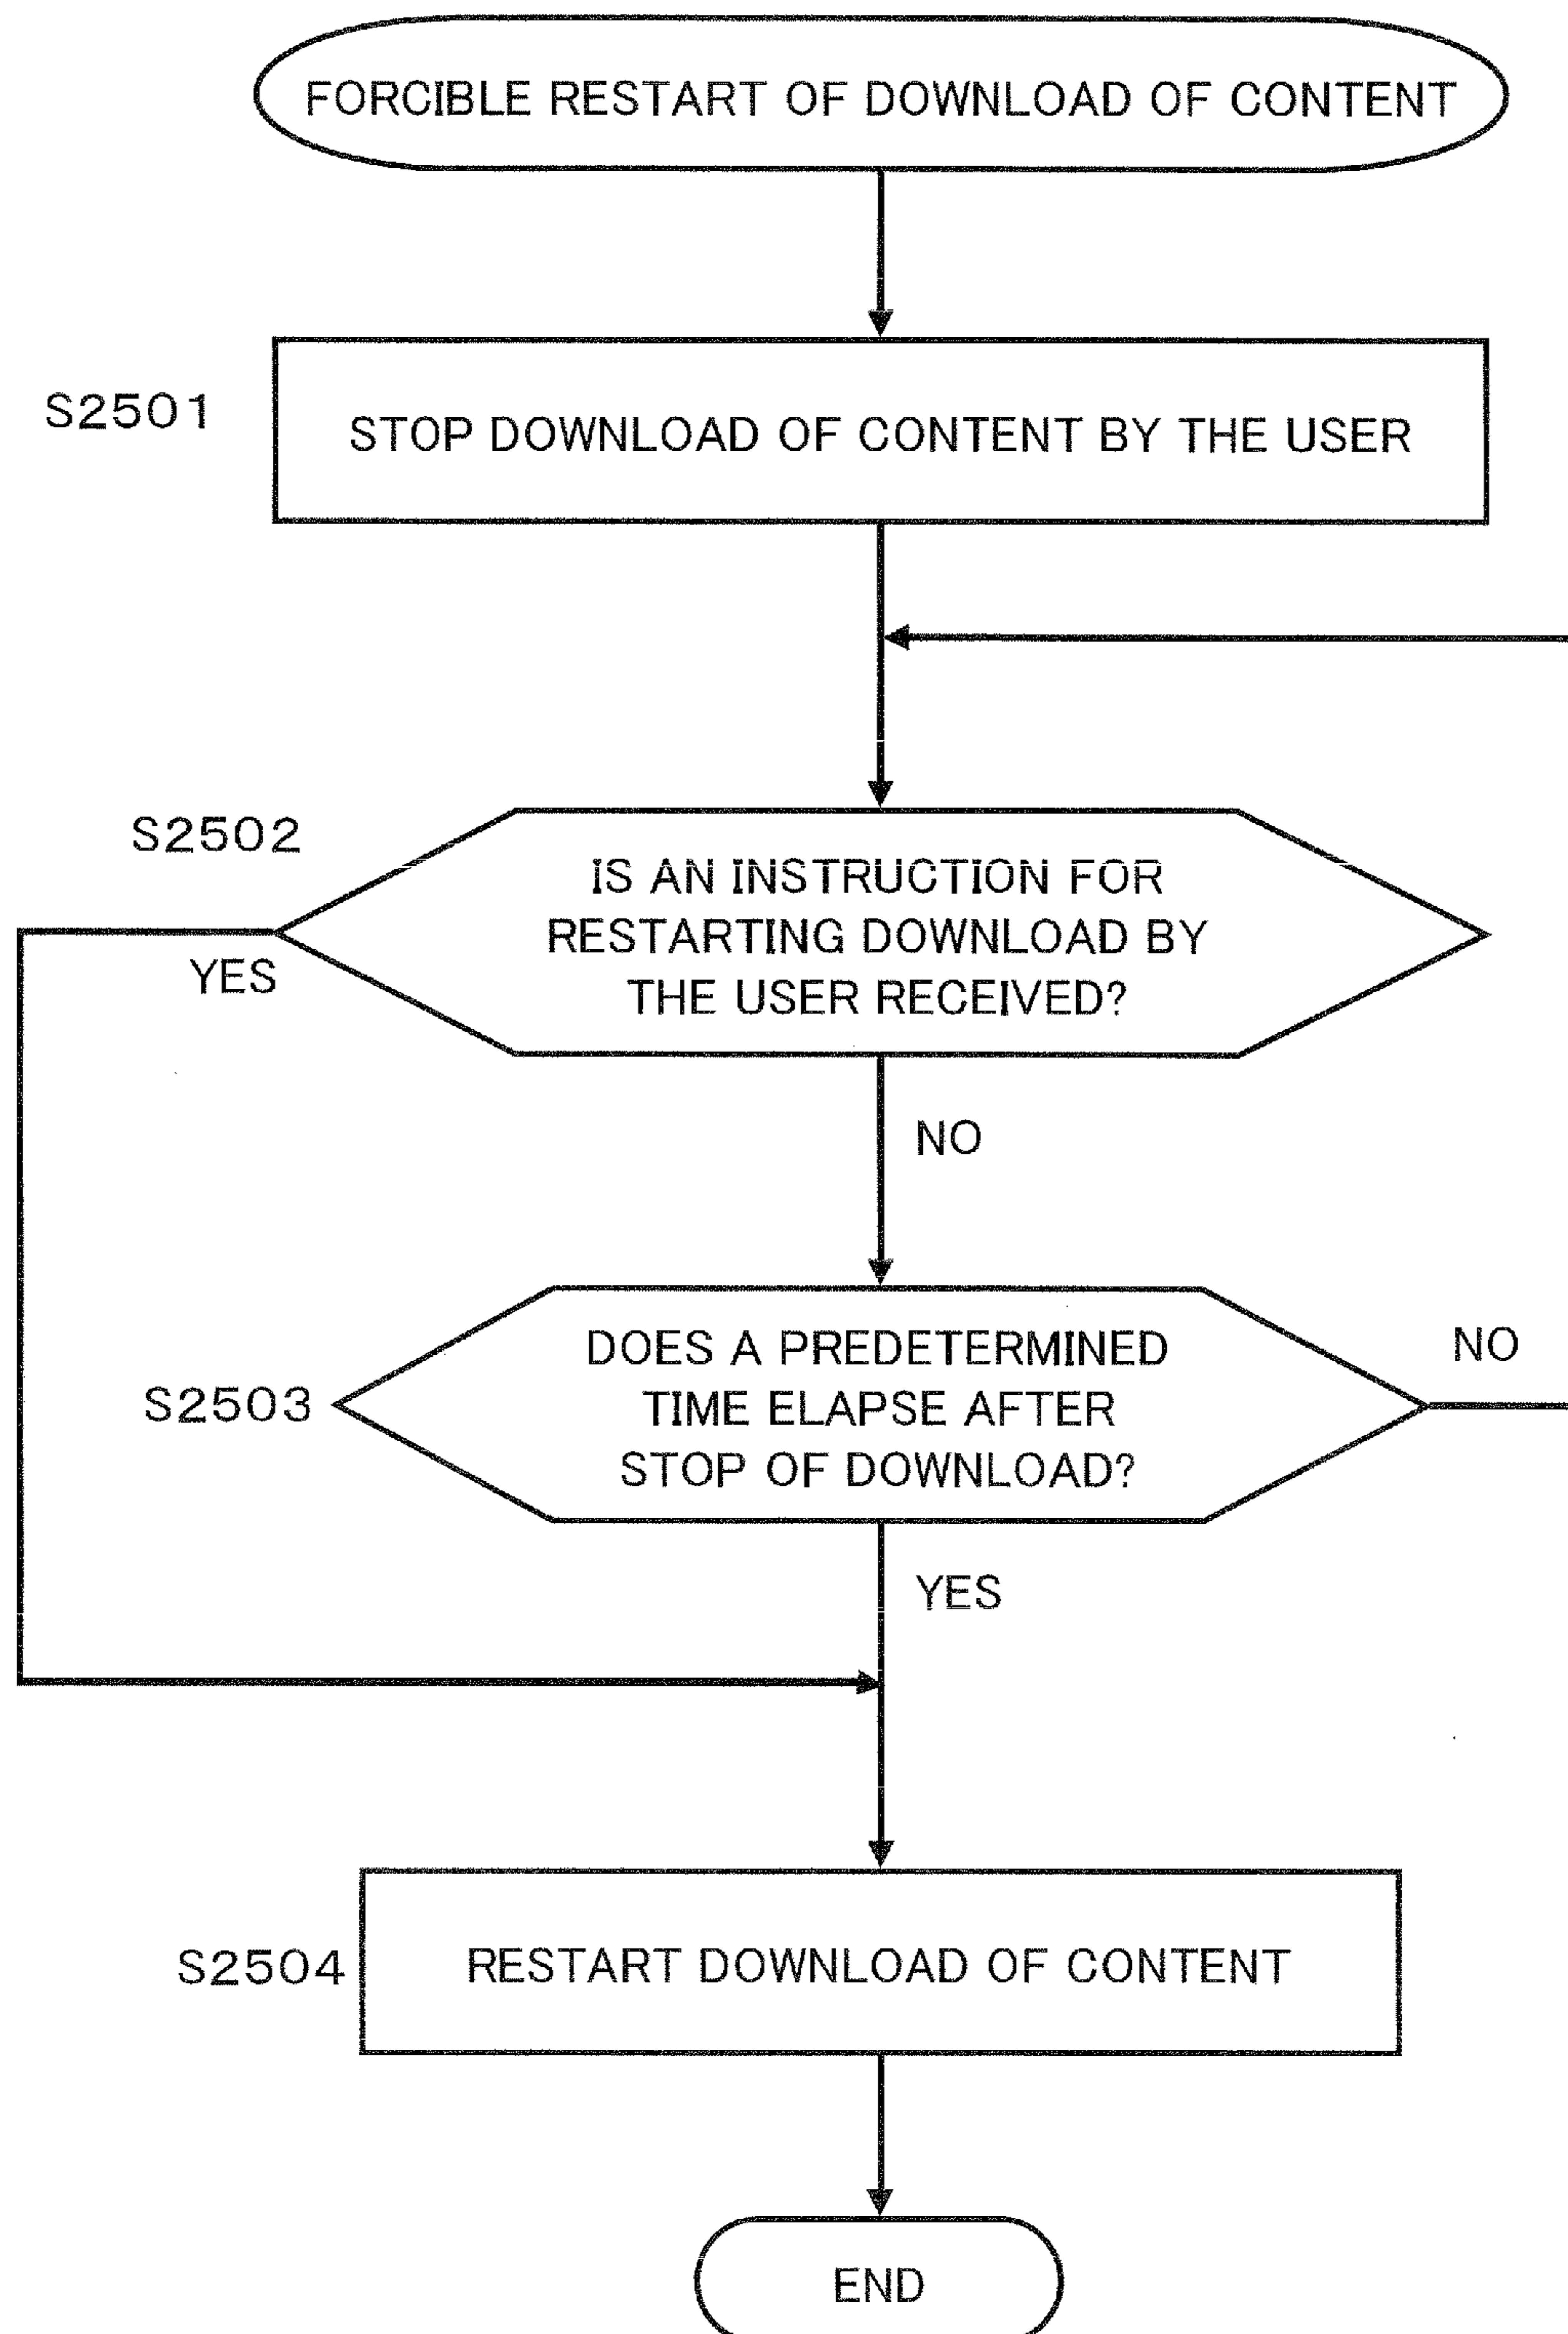 FORCIBLE RESTART OF DOWNLOAD OF CONTENT
S2501
STOP DOWNLOAD OF CONTENT BY THE USER
S2502
IS AN INSTRUCTION FOR
RESTARTING DOWNLOAD BY
THE USER RECEIVED?
YES
NO
S2503
DOES A PREDETERMINED
TIME ELAPSE AFTER
STOP OF DOWNLOAD?
NO
YES
S2504
RESTART DOWNLOAD OF CONTENT
END